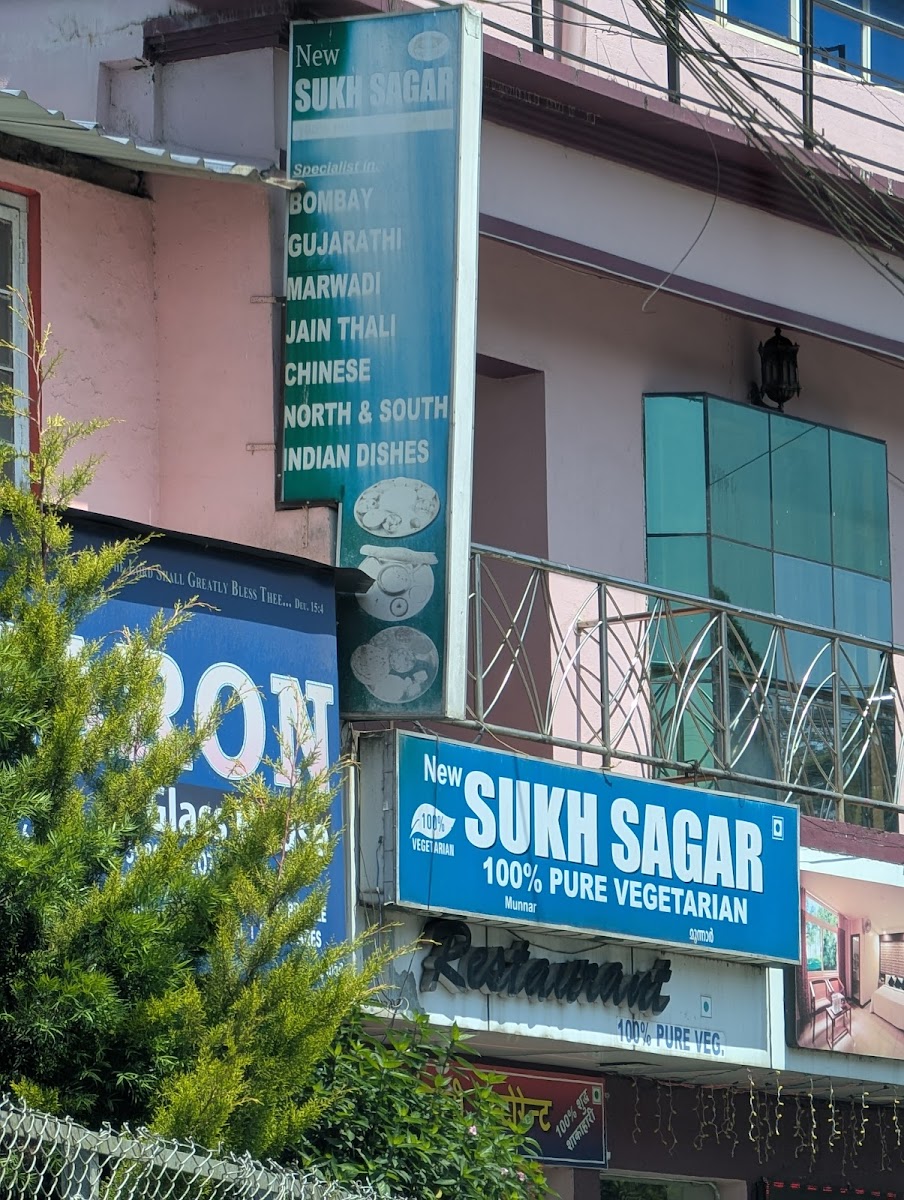 New
SUKH SAGAR
Specialist in.
BOMBAY
GUJARATHI
MARWADI
JAIN THALI
CHINESE
NORTH & SOUTH
INDIAN DISHES
SHALL GREATLY BLESS THEE... DEU. 15:4
RON
New
SUKH SAGAR
100%
VEGETARIAN
100% PURE VEGETARIAN
Munnar
മൂന്നാർ
Restaurant
100% PURE VEG.
100% शुद्ध
शाकाहारी